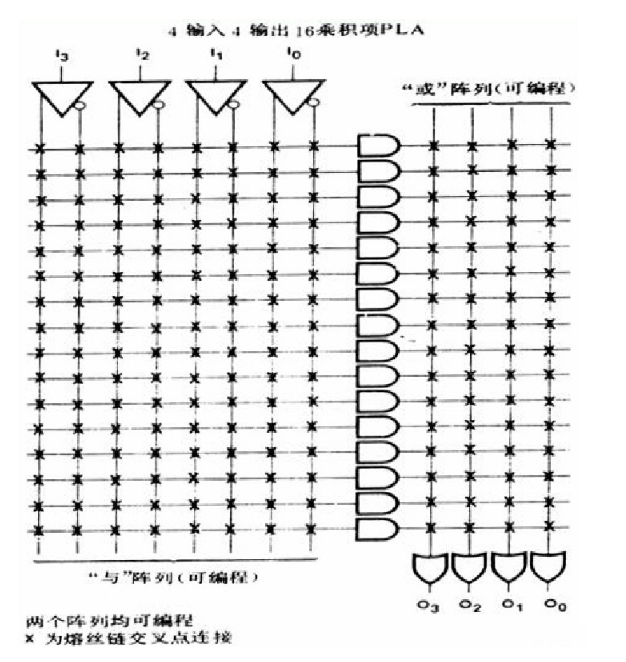 4 输入 4 输出 16乘积项PLA
I3 I2 I1 I0
“或”阵列(可编程)
“与”阵列(可编程)
O3 O2 O1 O0
两个阵列均可编程
× 为熔丝链交叉点连接